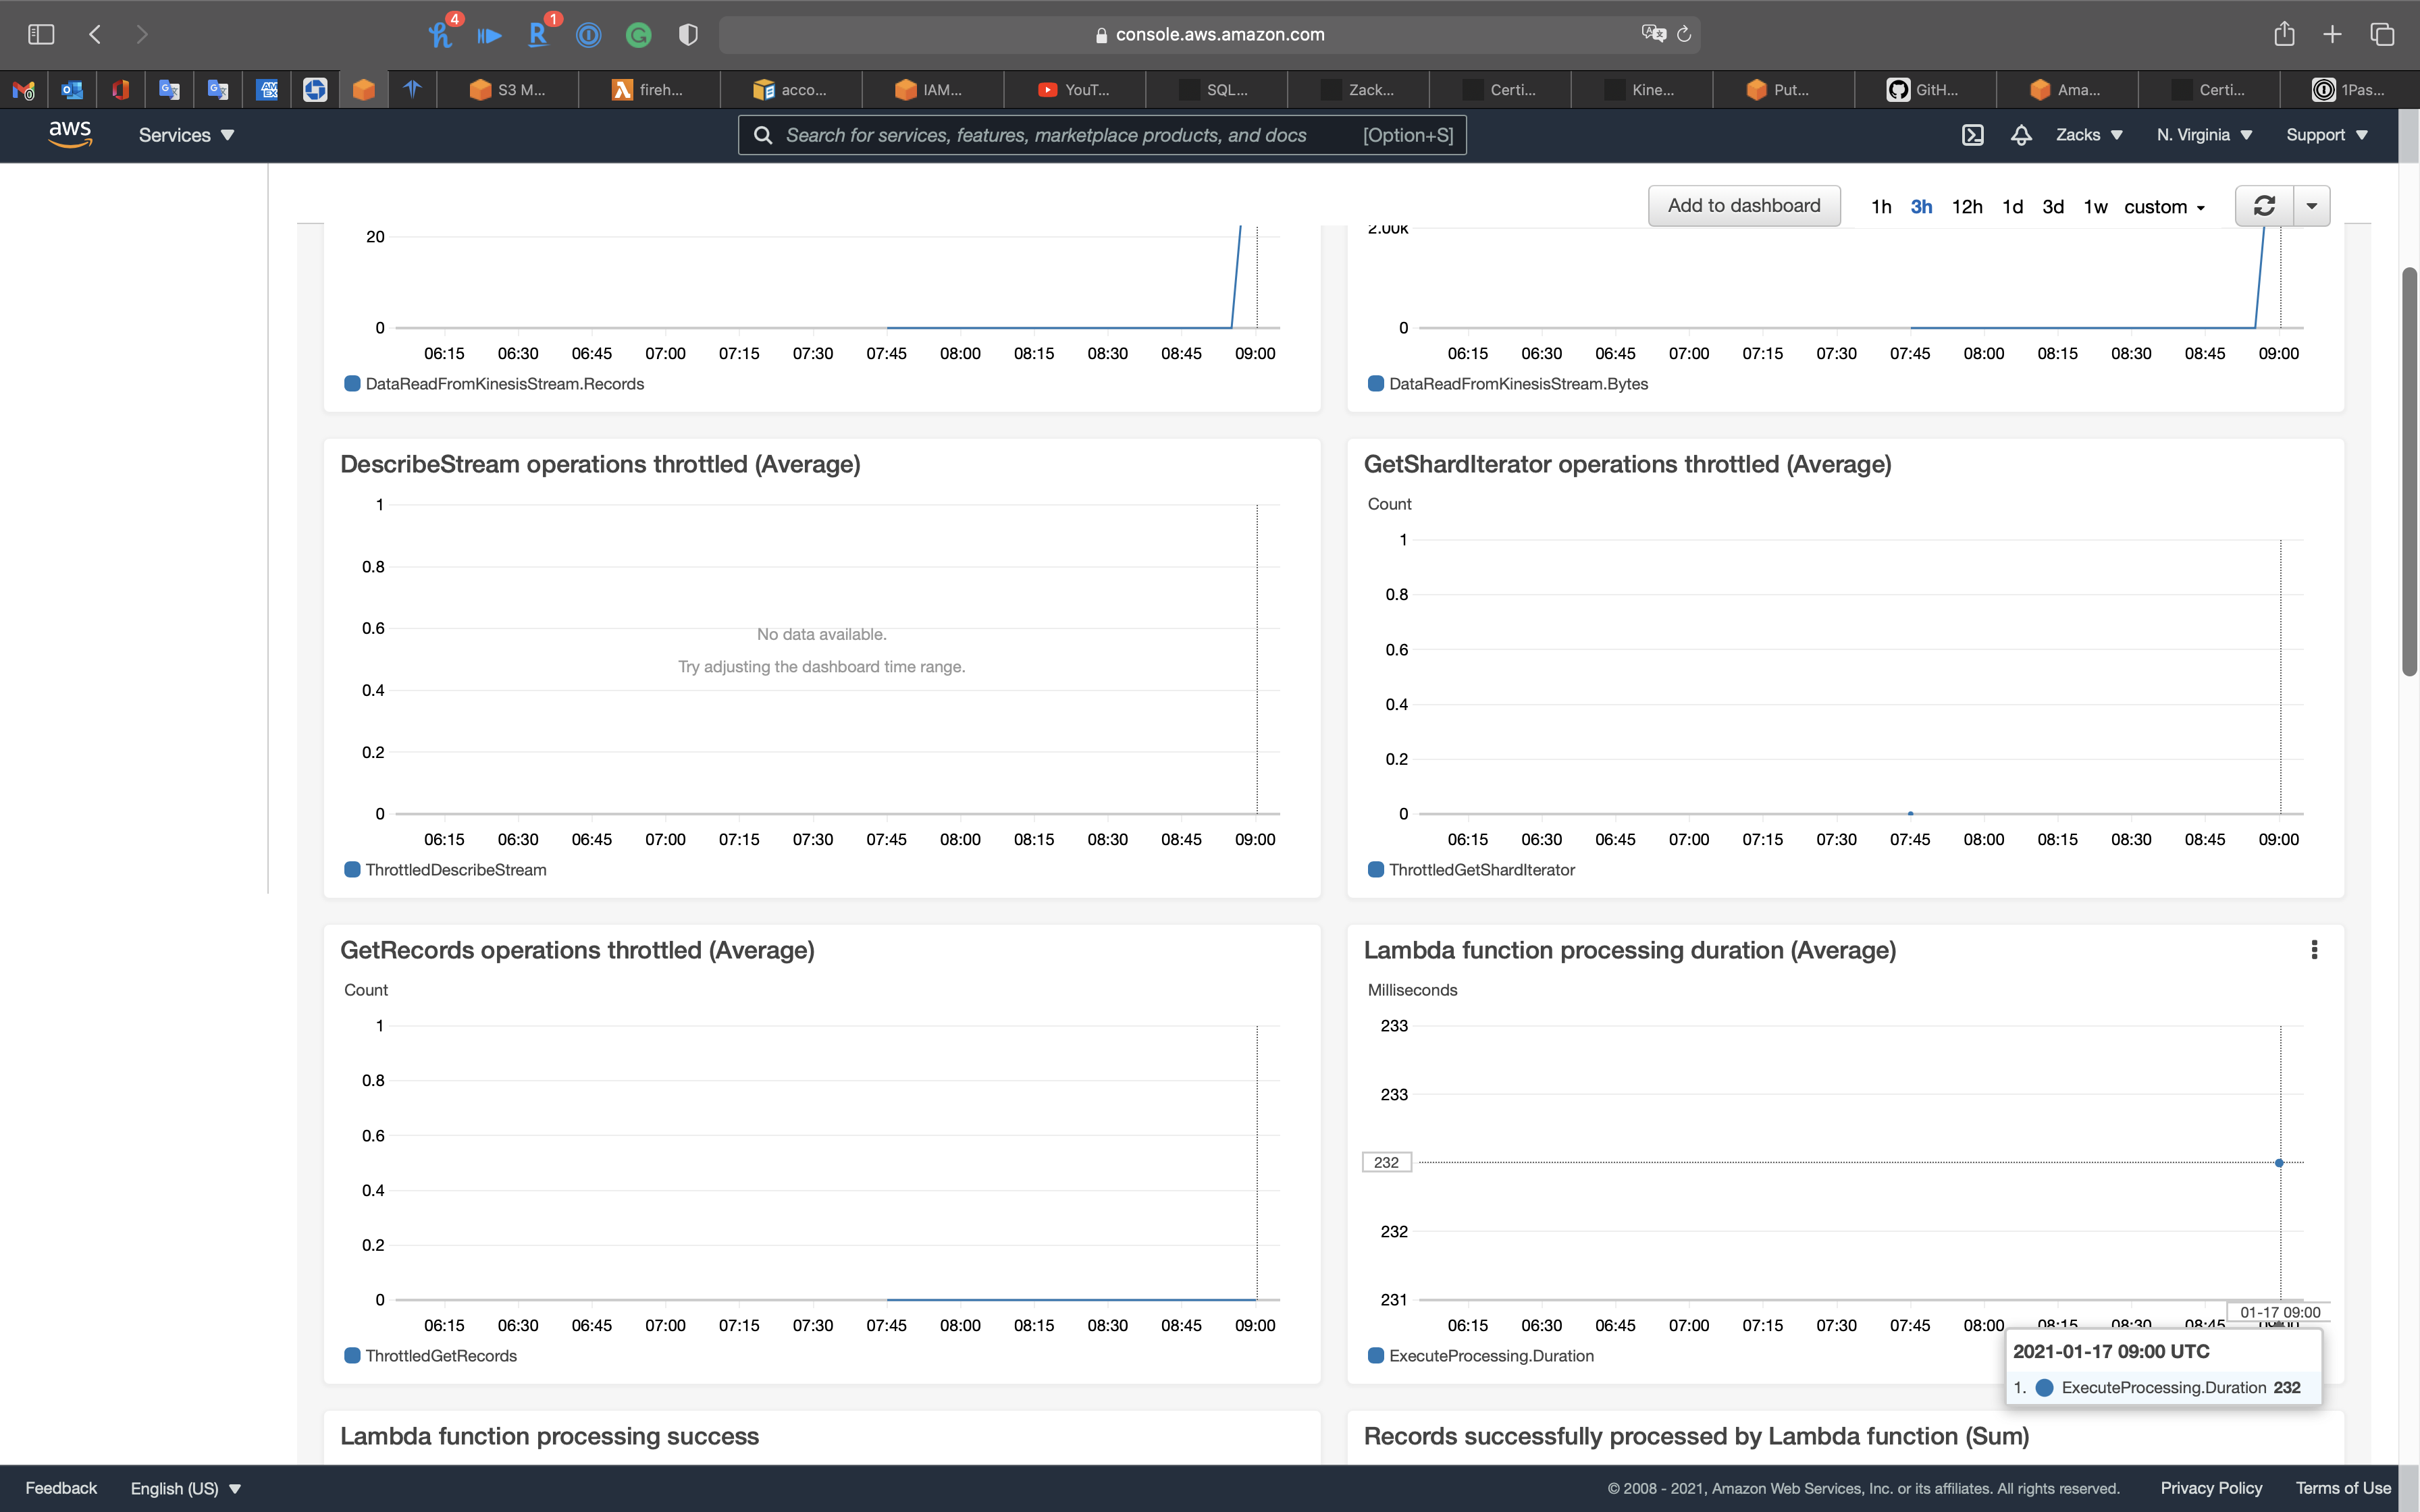 4
1
console.aws.amazon.com
S3 M...
fireh...
acco...
IAM...
YouT...
SQL...
Zack...
Certi...
Kine...
Put...
GitH...
Ama...
Certi...
1Pas...
aws
Services
Search for services, features, marketplace products, and docs [Option+S]
Zacks
N. Virginia
Support
Add to dashboard
1h 3h 12h 1d 3d 1w custom
20
0
06:15 06:30 06:45 07:00 07:15 07:30 07:45 08:00 08:15 08:30 08:45 09:00
DataReadFromKinesisStream.Records
2.00k
0
06:15 06:30 06:45 07:00 07:15 07:30 07:45 08:00 08:15 08:30 08:45 09:00
DataReadFromKinesisStream.Bytes
DescribeStream operations throttled (Average)
1
0.8
0.6
No data available.
Try adjusting the dashboard time range.
0.4
0.2
0
06:15 06:30 06:45 07:00 07:15 07:30 07:45 08:00 08:15 08:30 08:45 09:00
ThrottledDescribeStream
GetShardIterator operations throttled (Average)
Count
1
0.8
0.6
0.4
0.2
0
06:15 06:30 06:45 07:00 07:15 07:30 07:45 08:00 08:15 08:30 08:45 09:00
ThrottledGetShardIterator
GetRecords operations throttled (Average)
Count
1
0.8
0.6
0.4
0.2
0
06:15 06:30 06:45 07:00 07:15 07:30 07:45 08:00 08:15 08:30 08:45 09:00
ThrottledGetRecords
Lambda function processing duration (Average)
Milliseconds
233
233
232
232
231
01-17 09:00
06:15 06:30 06:45 07:00 07:15 07:30 07:45 08:00 08:15 08:30 08:45
ExecuteProcessing.Duration
2021-01-17 09:00 UTC
1. ExecuteProcessing.Duration 232
Lambda function processing success
Records successfully processed by Lambda function (Sum)
Feedback
English (US)
© 2008 - 2021, Amazon Web Services, Inc. or its affiliates. All rights reserved.
Privacy Policy
Terms of Use